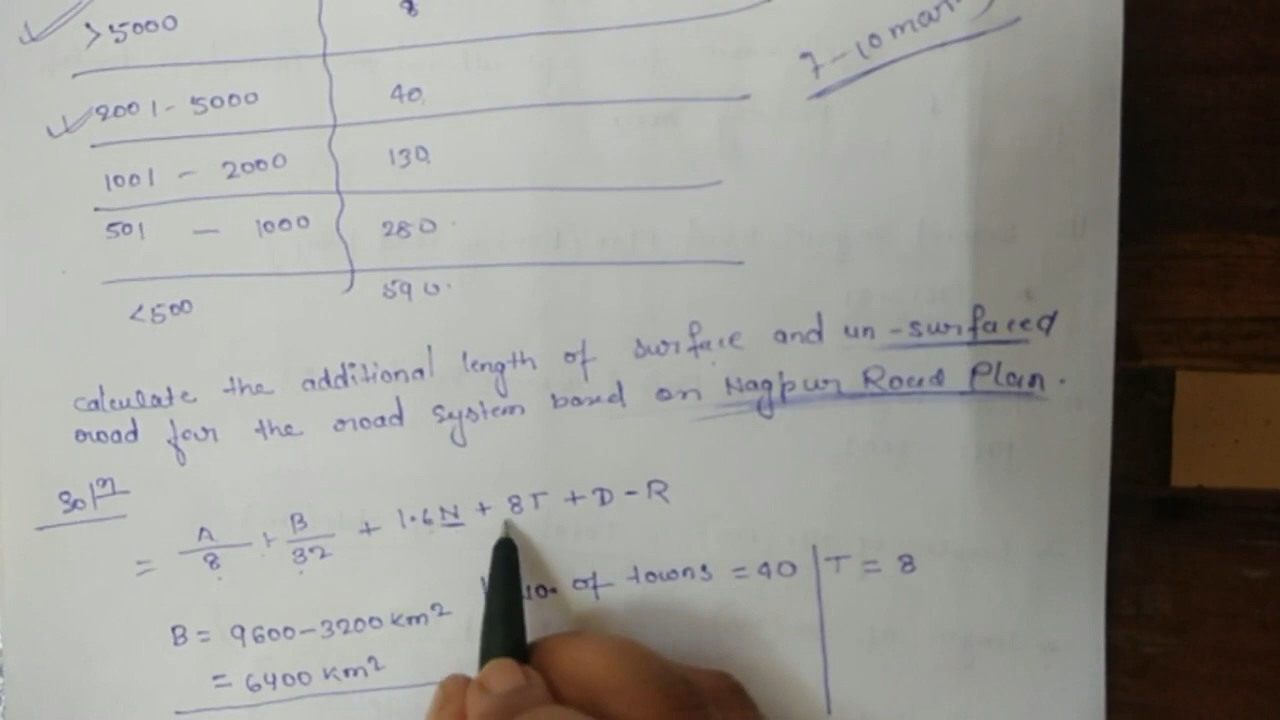 > 5000 8
7-10 mar
2001 - 5000 40
1001 - 2000 130
501 - 1000 280
<500 590
calculate the additional length of surface and un-surfaced
road for the road system based on Nagpur Road Plan.
Sol^n
= A/8 + B/32 + 1.6N + 8T + D - R
B = 9600-3200 km² no. of towns = 40 | T = 8
= 6400 km²